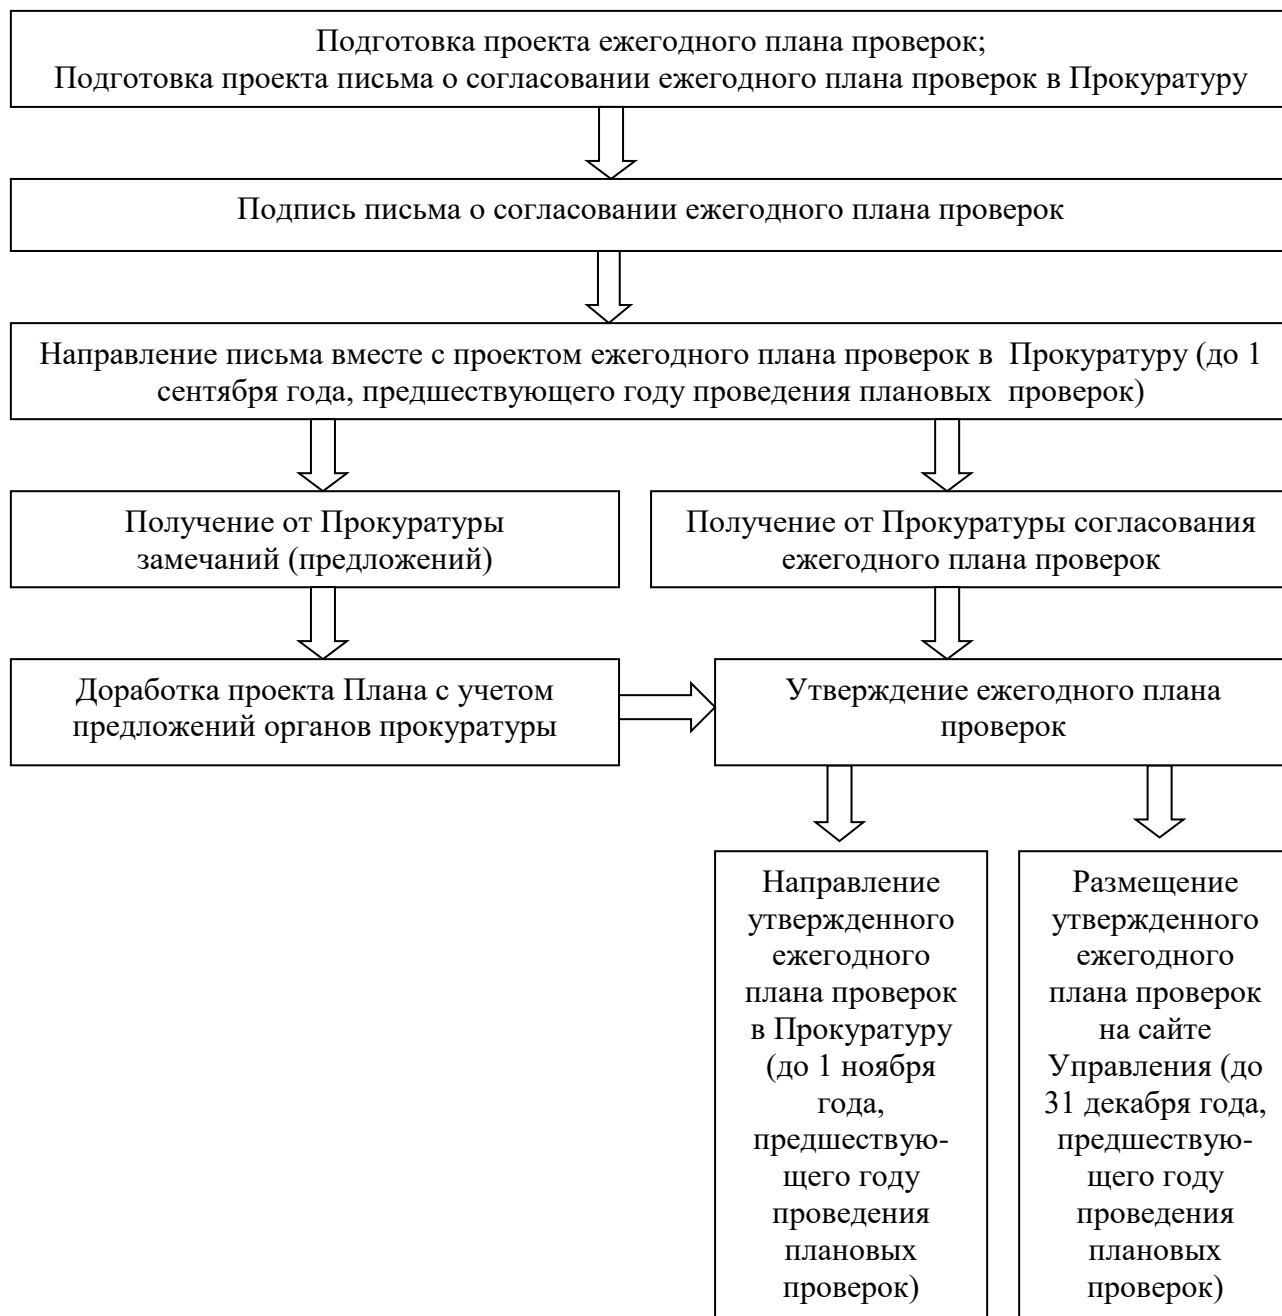 Подготовка проекта ежегодного плана проверок;
Подготовка проекта письма о согласовании ежегодного плана проверок в Прокуратуру
Подпись письма о согласовании ежегодного плана проверок
Направление письма вместе с проектом ежегодного плана проверок в Прокуратуру (до 1
сентября года, предшествующего году проведения плановых проверок)
Получение от Прокуратуры
замечаний (предложений)
Получение от Прокуратуры согласования
ежегодного плана проверок
Доработка проекта Плана с учетом
предложений органов прокуратуры
Утверждение ежегодного плана
проверок
Направление
утвержденного
ежегодного
плана проверок
в Прокуратуру
(до 1 ноября
года,
предшествую-
щего году
проведения
плановых
проверок)
Размещение
утвержденного
ежегодного
плана проверок
на сайте
Управления (до
31 декабря года,
предшествую-
щего году
проведения
плановых
проверок)